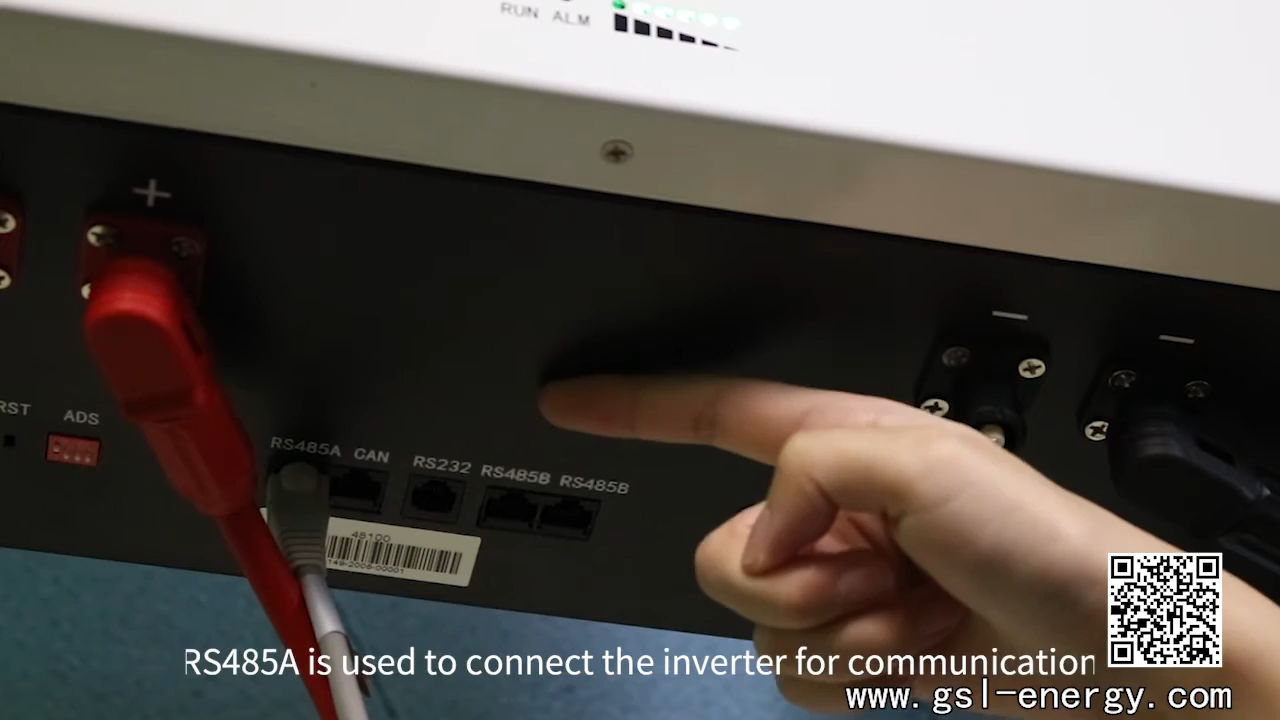 RUN ALM
+
RST
ADS
RS485A CAN RS232 RS485B RS485B
48100
RS485A is used to connect the inverter for communication
www.gsl-energy.com